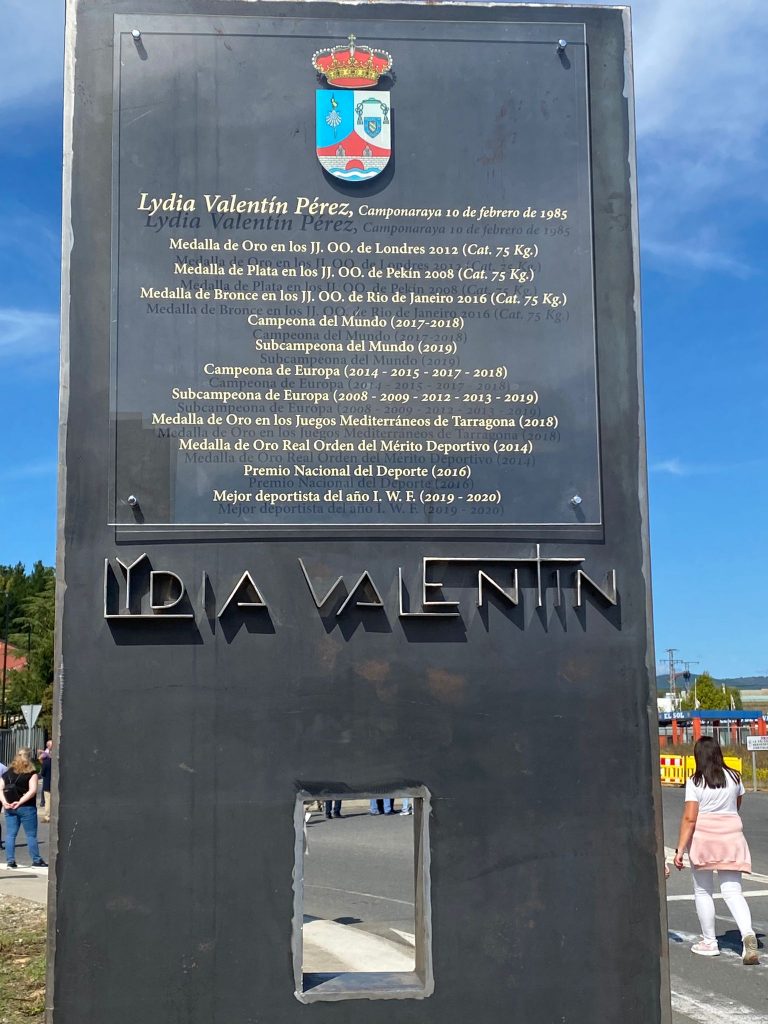 Lydia Valentín Pérez, Camponaraya 10 de febrero de 1985
Medalla de Oro en los JJ. OO. de Londres 2012 (Cat. 75 Kg.)
Medalla de Plata en los JJ. OO. de Pekín 2008 (Cat. 75 Kg.)
Medalla de Bronce en los JJ. OO. de Rio de Janeiro 2016 (Cat. 75 Kg.)
Campeona del Mundo (2017-2018)
Subcampeona del Mundo (2019)
Campeona de Europa (2014 - 2015 - 2017 - 2018)
Subcampeona de Europa (2008 - 2009 - 2012 - 2013 - 2019)
Medalla de Oro en los Juegos Mediterráneos de Tarragona (2018)
Medalla de Oro Real Orden del Mérito Deportivo (2014)
Premio Nacional del Deporte (2016)
Mejor deportista del año I. W. F. (2019 - 2020)
LYDIA VALENTIN
EL SOL